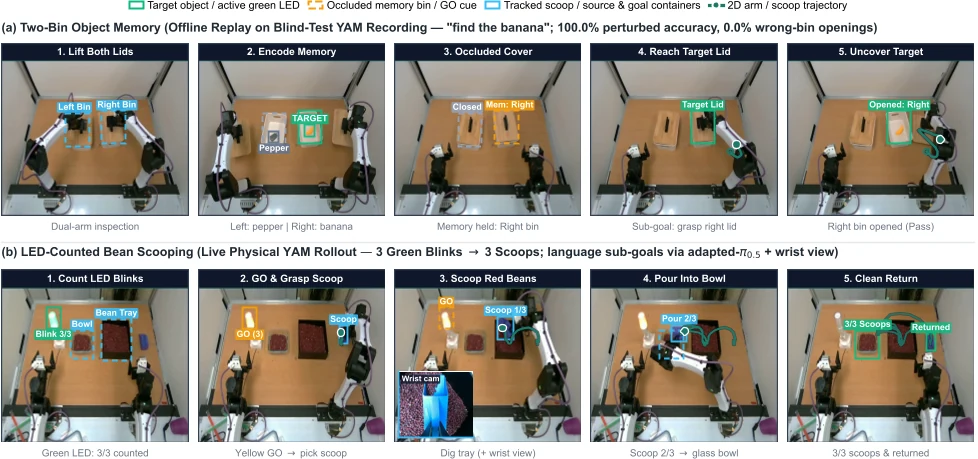 Target object / active green LED Occluded memory bin / GO cue Tracked scoop / source & goal containers 2D arm / scoop trajectory
(a) Two-Bin Object Memory (Offline Replay on Blind-Test YAM Recording — "find the banana"; 100.0% perturbed accuracy, 0.0% wrong-bin openings)
1. Lift Both Lids
Left Bin
Right Bin
Dual-arm inspection
2. Encode Memory
TARGET
Pepper
Left: pepper | Right: banana
3. Occluded Cover
Closed
Mem: Right
Memory held: Right bin
4. Reach Target Lid
Target Lid
Sub-goal: grasp right lid
5. Uncover Target
Opened: Right
Right bin opened (Pass)
(b) LED-Counted Bean Scooping (Live Physical YAM Rollout — 3 Green Blinks → 3 Scoops; language sub-goals via adapted-π0.5 + wrist view)
1. Count LED Blinks
Bean Tray
Bowl
Blink 3/3
Green LED: 3/3 counted
2. GO & Grasp Scoop
Scoop
GO (3)
Yellow GO → pick scoop
3. Scoop Red Beans
GO
Scoop 1/3
Wrist cam
Dig tray (+ wrist view)
4. Pour Into Bowl
Pour 2/3
Scoop 2/3 → glass bowl
5. Clean Return
3/3 Scoops
Returned
3/3 scoops & returned